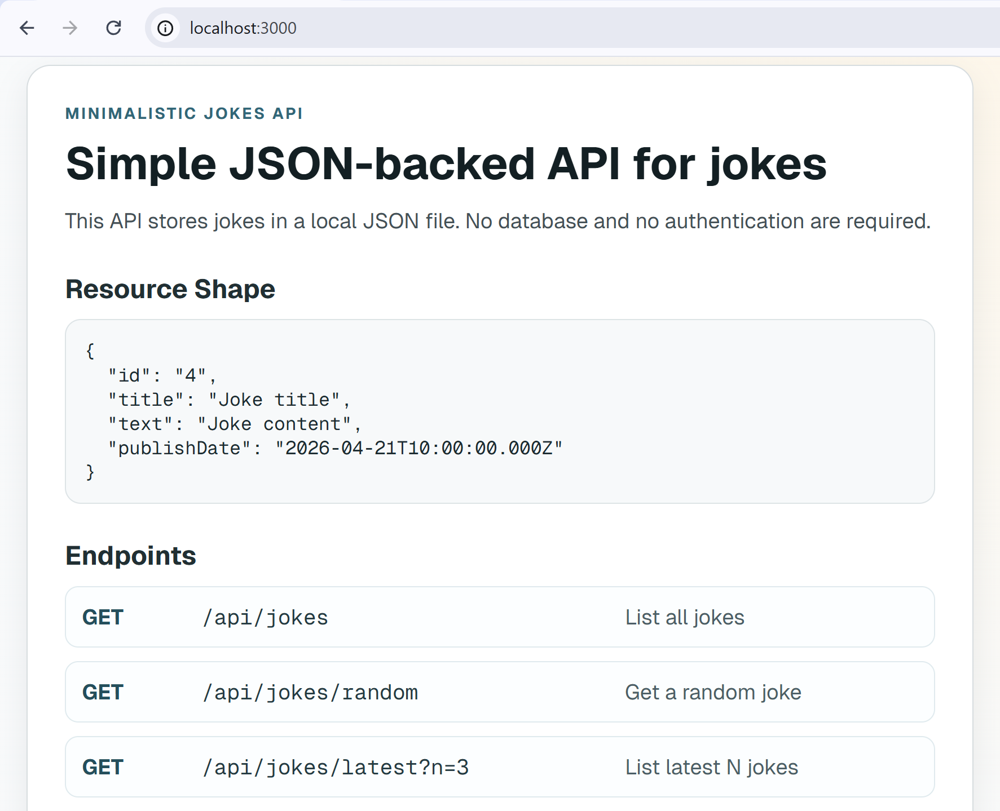 localhost:3000
MINIMALISTIC JOKES API
Simple JSON-backed API for jokes
This API stores jokes in a local JSON file. No database and no authentication are required.
Resource Shape
{
  "id": "4",
  "title": "Joke title",
  "text": "Joke content",
  "publishDate": "2026-04-21T10:00:00.000Z"
}
Endpoints
GET /api/jokes List all jokes
GET /api/jokes/random Get a random joke
GET /api/jokes/latest?n=3 List latest N jokes